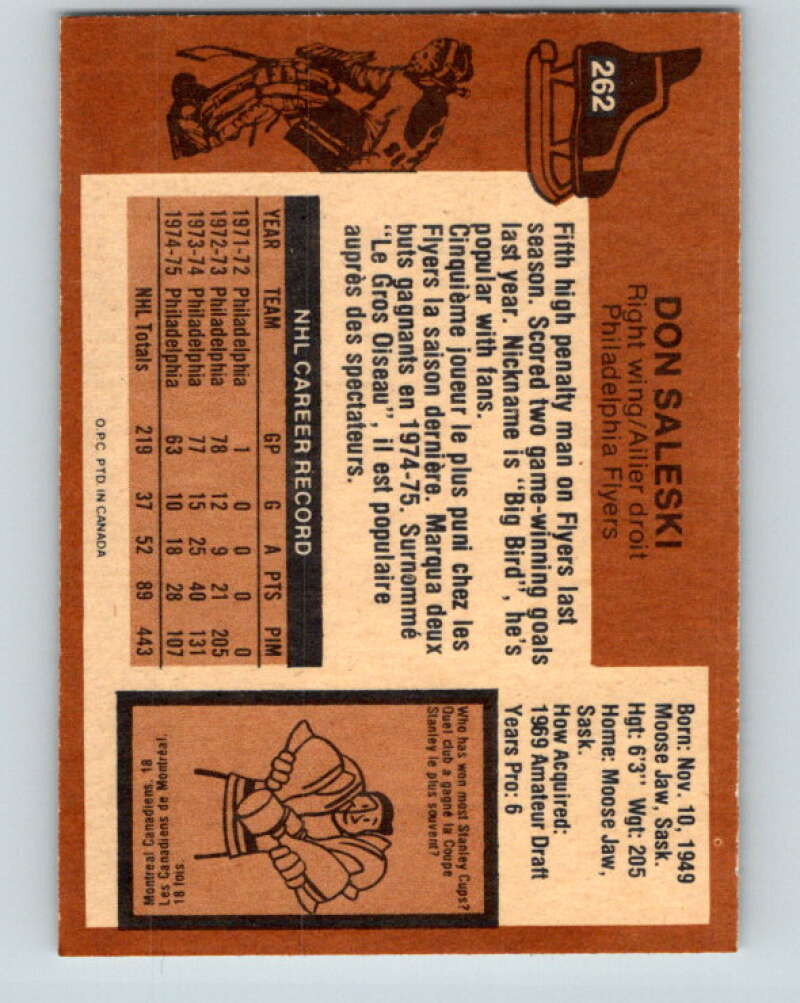 262
DON SALESKI
Right wing/Ailier droit
Philadelphia Flyers
Born: Nov. 10, 1949
Moose Jaw, Sask.
Hgt: 6'3" Wgt: 205
Home: Moose Jaw,
Sask.
How Acquired:
1969 Amateur Draft
Years Pro: 6
Fifth high penalty man on Flyers last
season. Scored two game-winning goals
last year. Nickname is "Big Bird", he's
popular with fans.
Cinquième joueur le plus puni chez les
Flyers la saison dernière. Marqua deux
buts gagnants en 1974-75. Surnommé
"Le Gros Oiseau", il est populaire
auprès des spectateurs.
NHL CAREER RECORD
YEAR TEAM GP G A PTS PIM
1971-72 Philadelphia 1 0 0 0 0
1972-73 Philadelphia 78 12 9 21 205
1973-74 Philadelphia 77 15 25 40 131
1974-75 Philadelphia 63 10 18 28 107
NHL Totals 219 37 52 89 443
Who has won most Stanley Cups?
Quel club a gagné la Coupe
Stanley le plus souvent?
Montreal Canadiens, 18
Les Canadiens de Montréal,
18 fois
O.P.C. PTD. IN CANADA